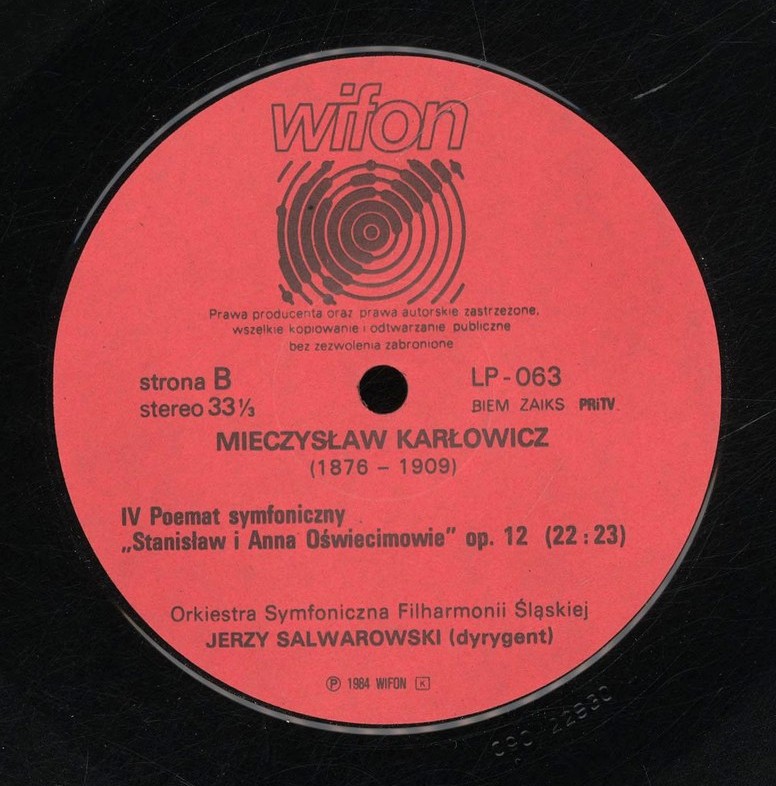 wifon
Prawa producenta oraz prawa autorskie zastrzeżone,
wszelkie kopiowanie i odtwarzanie publiczne
bez zezwolenia zabronione
strona B
stereo 33 1/3
LP-063
BIEM ZAIKS PRiTV
MIECZYSŁAW KARŁOWICZ
(1876 – 1909)
IV Poemat symfoniczny
„Stanisław i Anna Oświecimowie” op. 12 (22:23)
Orkiestra Symfoniczna Filharmonii Śląskiej
JERZY SALWAROWSKI (dyrygent)
Ⓟ 1984 WIFON K